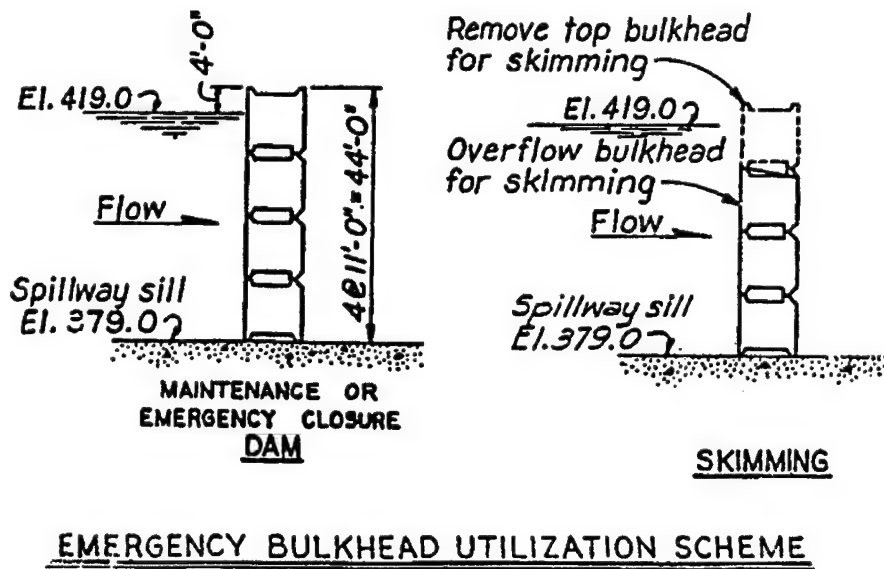 4'-0"
El. 419.0
4@11'-0"=44'-0"
Flow
Spillway sill
El. 379.0
MAINTENANCE OR
EMERGENCY CLOSURE
DAM
Remove top bulkhead
for skimming
El. 419.0
Overflow bulkhead
for skimming
Flow
Spillway sill
El. 379.0
SKIMMING
EMERGENCY BULKHEAD UTILIZATION SCHEME